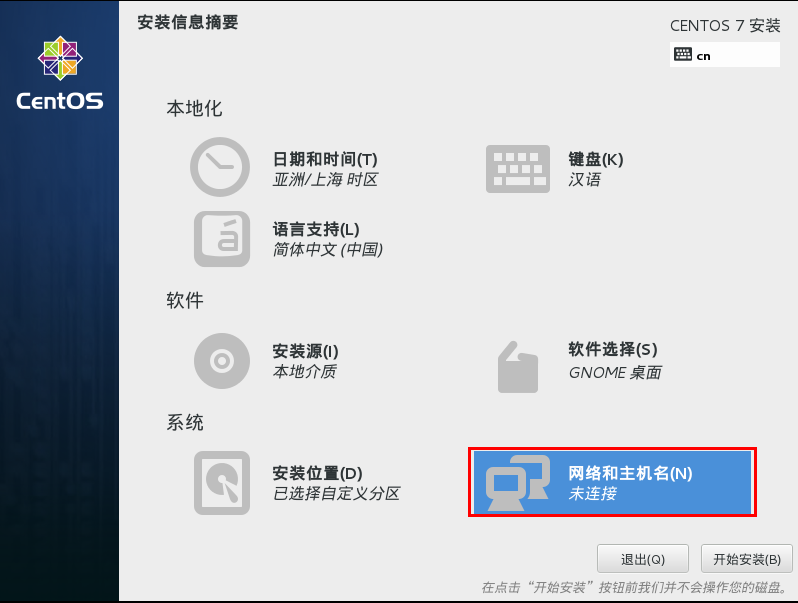 安装信息摘要
CENTOS 7 安装
cn
CentOS
本地化
日期和时间(T)
亚洲/上海 时区
键盘(K)
汉语
语言支持(L)
简体中文 (中国)
软件
安装源(I)
本地介质
软件选择(S)
GNOME 桌面
系统
安装位置(D)
已选择自定义分区
网络和主机名(N)
未连接
退出(Q)
开始安装(B)
在点击“开始安装”按钮前我们并不会操作您的磁盘。